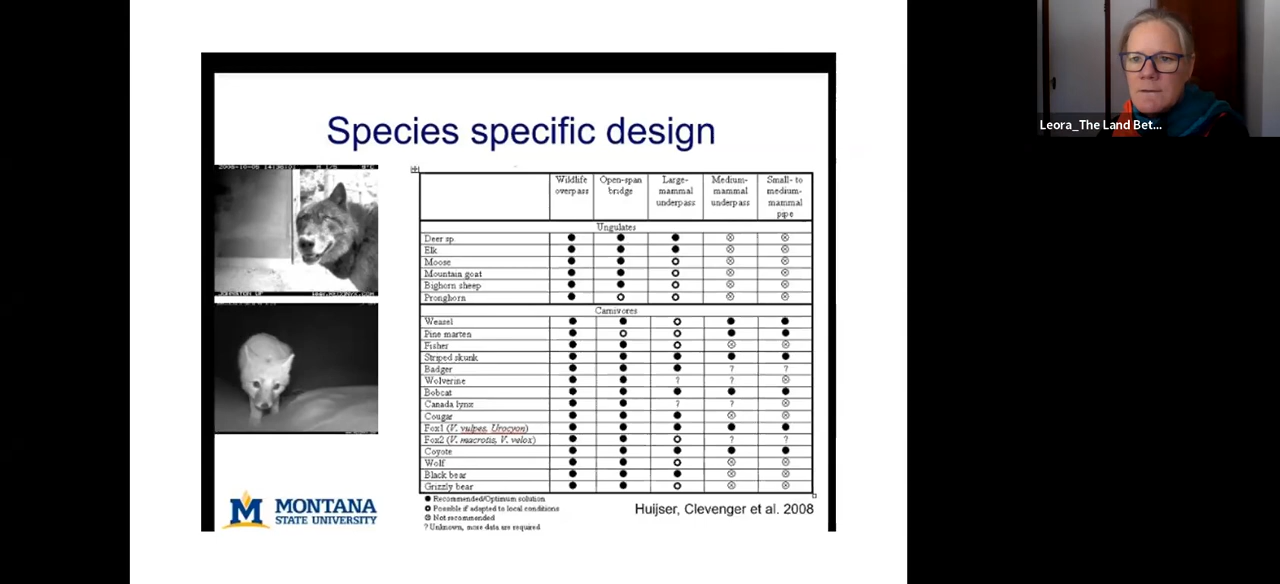 Leora_The Land Bet...
Species specific design
Wildlife overpass Open-span bridge Large-mammal underpass Medium-mammal underpass Small- to medium-mammal pipe
Ungulates
Deer sp. ● ● ● ⊗ ⊗
Elk ● ● ● ⊗ ⊗
Moose ● ● O ⊗ ⊗
Mountain goat ● ● O ⊗ ⊗
Bighorn sheep ● ● O ⊗ ⊗
Pronghorn ● O O ⊗ ⊗
Carnivores
Weasel ● ● O ● ●
Pine marten ● O O ● ●
Fisher ● ● O ⊗ ⊗
Striped skunk ● ● ● ● ●
Badger ● ● ● ? ?
Wolverine ● ● ? ? ⊗
Bobcat ● ● ● ● ●
Canada lynx ● ● ? ? ⊗
Cougar ● ● ● ⊗ ⊗
Fox1 (V. vulpes, Urocyon) ● ● ● ● ●
Fox2 (V. macrotis, V. velox) ● ● O ? ?
Coyote ● ● ● ● ●
Wolf ● ● O ⊗ ⊗
Black bear ● ● ● ⊗ ⊗
Grizzly bear ● ● O ⊗ ⊗
● Recommended/Optimum solution
O Possible if adapted to local conditions
⊗ Not recommended
? Unknown, more data are required
Huijser, Clevenger et al. 2008
M MONTANA
STATE UNIVERSITY